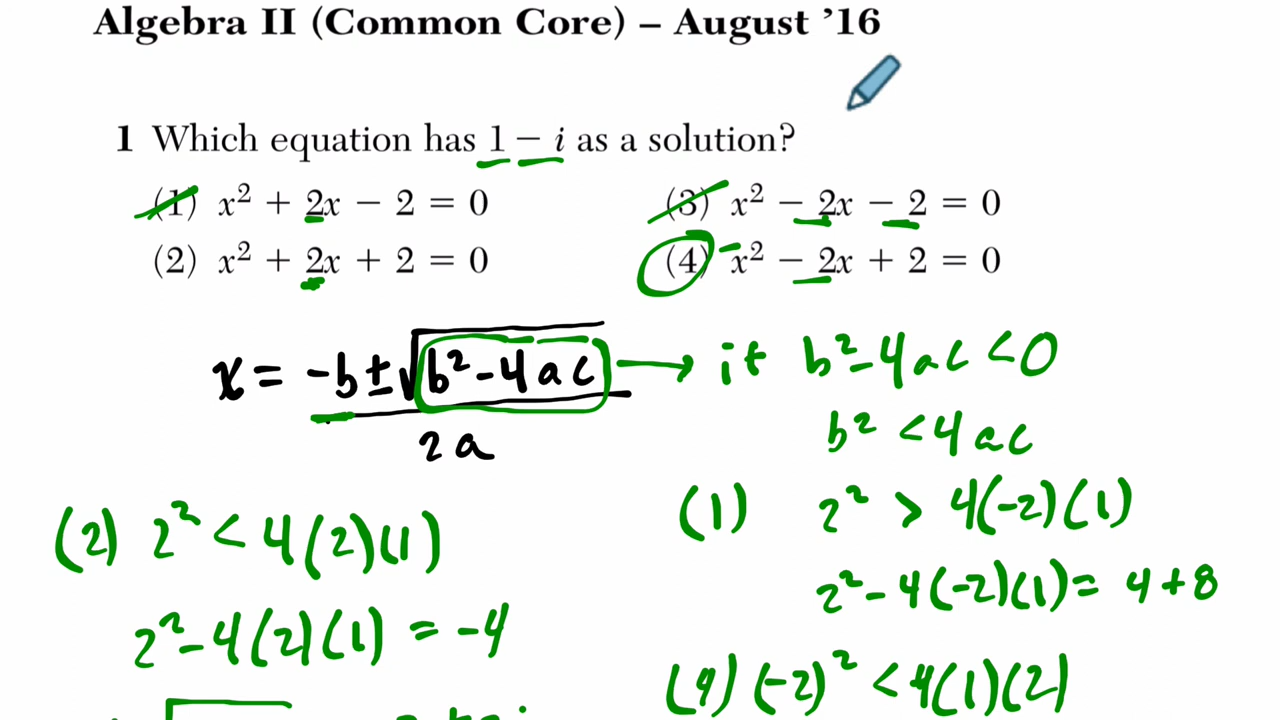 Algebra II (Common Core) – August ’16
1 Which equation has 1 − i as a solution?
(1) x² + 2x − 2 = 0
(3) x² − 2x − 2 = 0
(2) x² + 2x + 2 = 0
(4) x² − 2x + 2 = 0
x = -b ± √b² - 4ac → if b² - 4ac < 0
2a
b² < 4ac
(1) 2² > 4(-2)(1)
(2) 2² < 4(2)(1)
2² - 4(-2)(1) = 4 + 8
2² - 4(2)(1) = -4
(4) (-2)² < 4(1)(2)